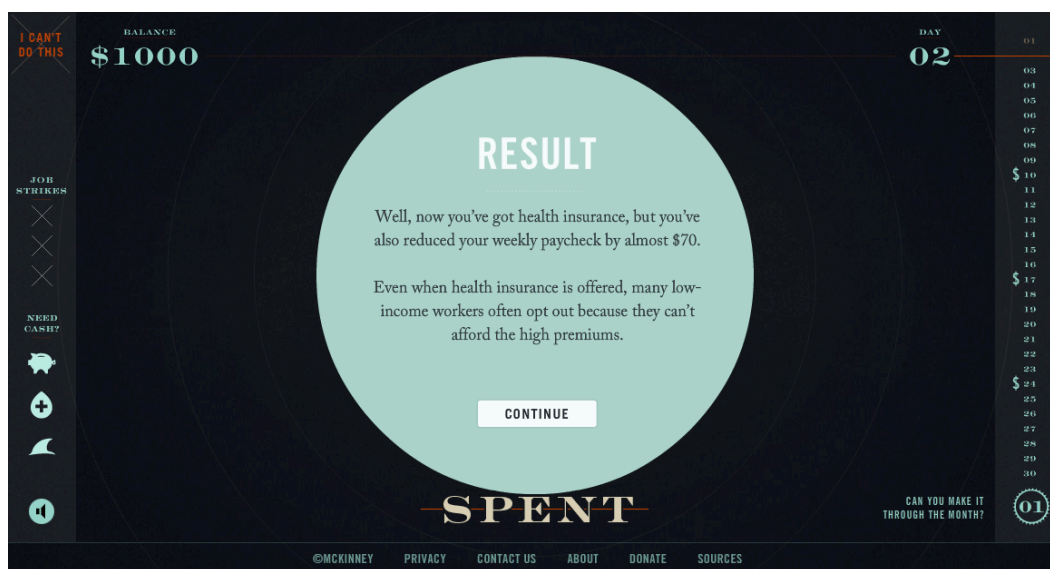 I CAN'T
DO THIS
BALANCE
$1000
DAY
02
RESULT
Well, now you've got health insurance, but you've
also reduced your weekly paycheck by almost $70.
Even when health insurance is offered, many low-
income workers often opt out because they can't
afford the high premiums.
CONTINUE
JOB
STRIKES
NEED
CASH?
01
03
04
05
06
07
08
09
$ 10
11
12
13
14
15
16
$ 17
18
19
20
21
22
23
$ 24
25
26
27
28
29
30
01
SPENT
CAN YOU MAKE IT
THROUGH THE MONTH?
©MCKINNEY PRIVACY CONTACT US ABOUT DONATE SOURCES